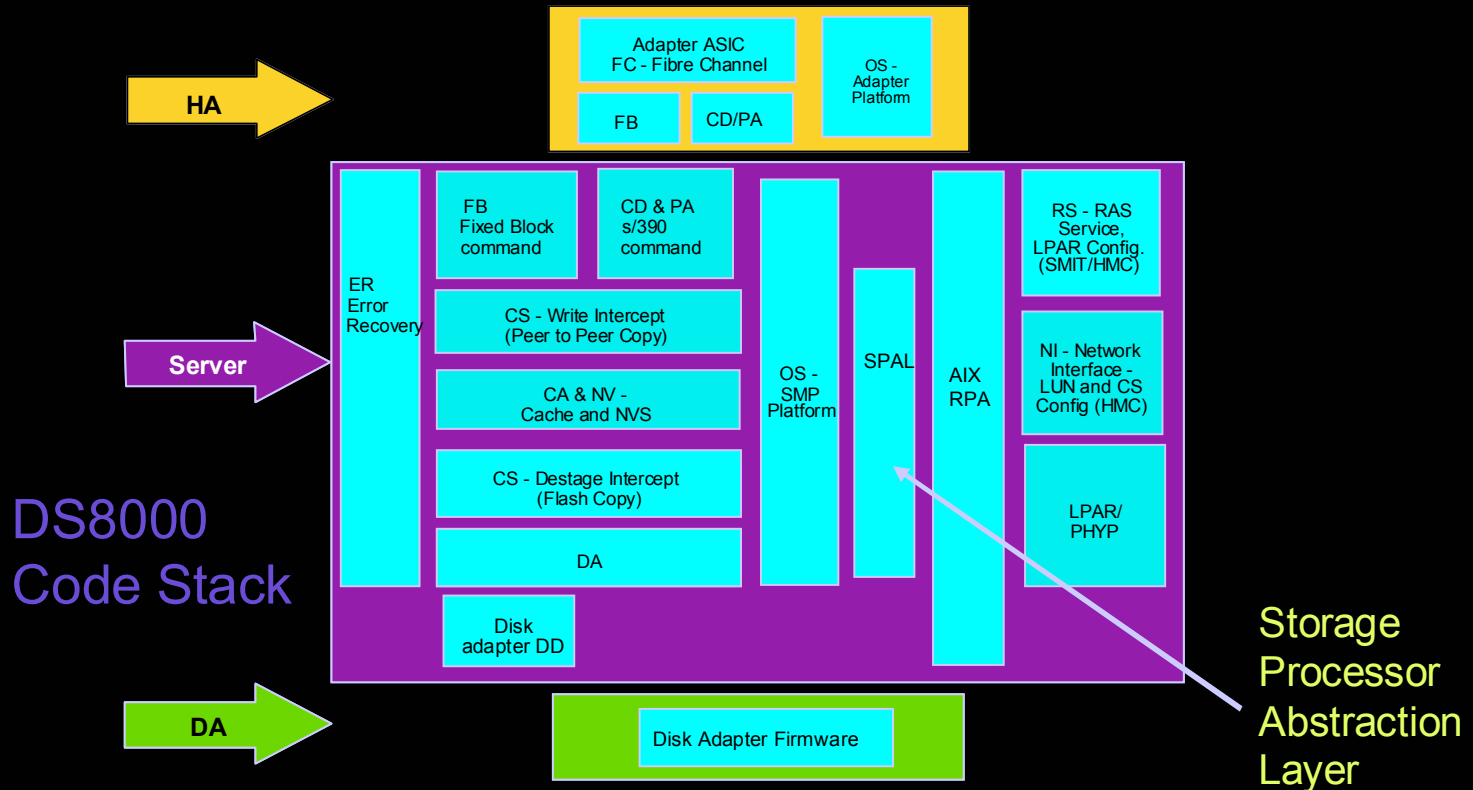 Adapter ASIC
FC - Fibre Channel
OS -
Adapter
Platform
FB
CD/PA
HA
FB
Fixed Block
command
CD & PA
s/390
command
RS - RAS
Service,
LPAR Config.
(SMIT/HMC)
ER
Error
Recovery
CS - Write Intercept
(Peer to Peer Copy)
Server
OS -
SMP
Platform
SPAL
AIX
RPA
NI - Network
Interface -
LUN and CS
Config (HMC)
CA & NV -
Cache and NVS
CS - Destage Intercept
(Flash Copy)
LPAR/
PHYP
DS8000
Code Stack
DA
Disk
adapter DD
Storage
Processor
Abstraction
Layer
DA
Disk Adapter Firmware